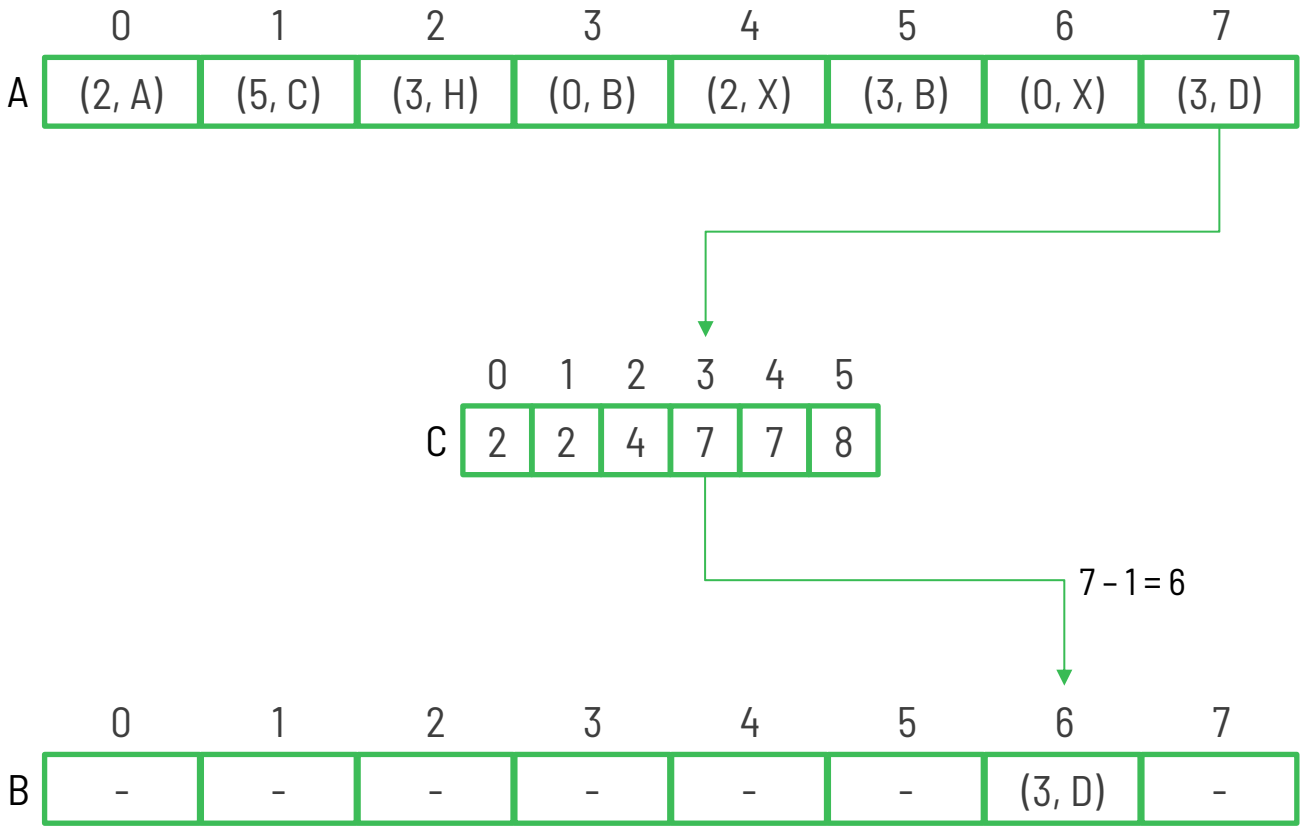 0 1 2 3 4 5 6 7
A (2, A) (5, C) (3, H) (0, B) (2, X) (3, B) (0, X) (3, D)
0 1 2 3 4 5
C 2 2 4 7 7 8
7 – 1 = 6
0 1 2 3 4 5 6 7
B - - - - - - (3, D) -